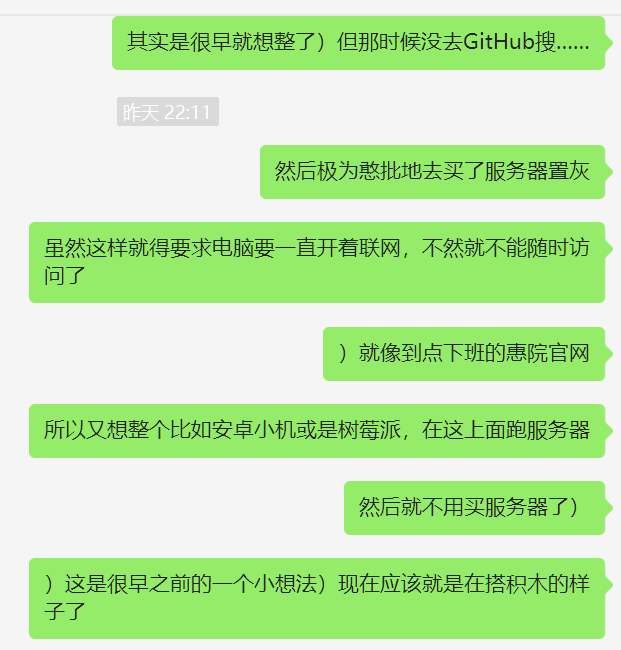 其实是很早就想整了）但那时候没去GitHub搜……
昨天 22:11
然后极为憨批地去买了服务器置灰
虽然这样就得要求电脑要一直开着联网，不然就不能随时访
问了
）就像到点下班的惠院官网
所以又想整个比如安卓小机或是树莓派，在这上面跑服务器
然后就不用买服务器了）
）这是很早之前的一个小想法）现在应该就是在搭积木的样
子了